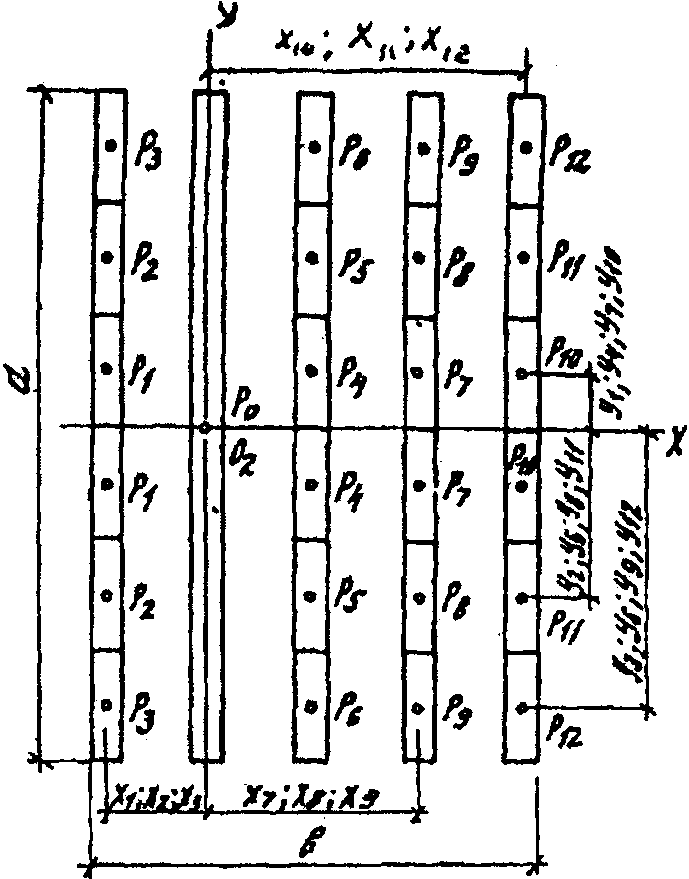 y
x₁₀; x₁₁; x₁₂
P₃ P₆ P₉ P₁₂
P₂ P₅ P₈ P₁₁
P₁ P₄ P₇ P₁₀
y₁; y₄; y₇; y₁₀
a
P₀
O₂
x
P₁ P₄ P₇ P₁₀
y₂; y₅; y₈; y₁₁
P₂ P₅ P₈ P₁₁
y₃; y₆; y₉; y₁₂
P₃ P₆ P₉ P₁₂
x₁; x₂; x₃ x₇; x₈; x₉
в